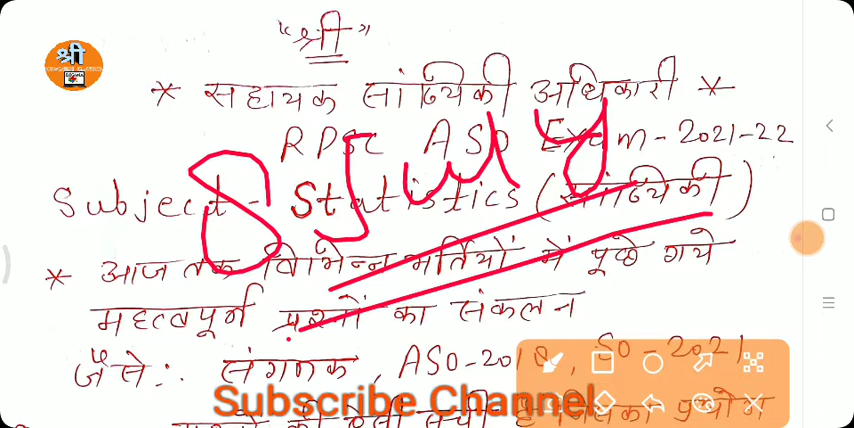 "श्री"
श्री
* सहायक सांख्यिकी अधिकारी *
RPSC ASO Exam-2021-22
Subject - Statistics (सांख्यिकी)
* आज तक विभिन्न भर्तियों में पूछे गये
महत्वपूर्ण प्रश्नों का संकलन
जैसे:- संगणक, ASO-2018, SO-2021
Subscribe Channel
प्रयोग